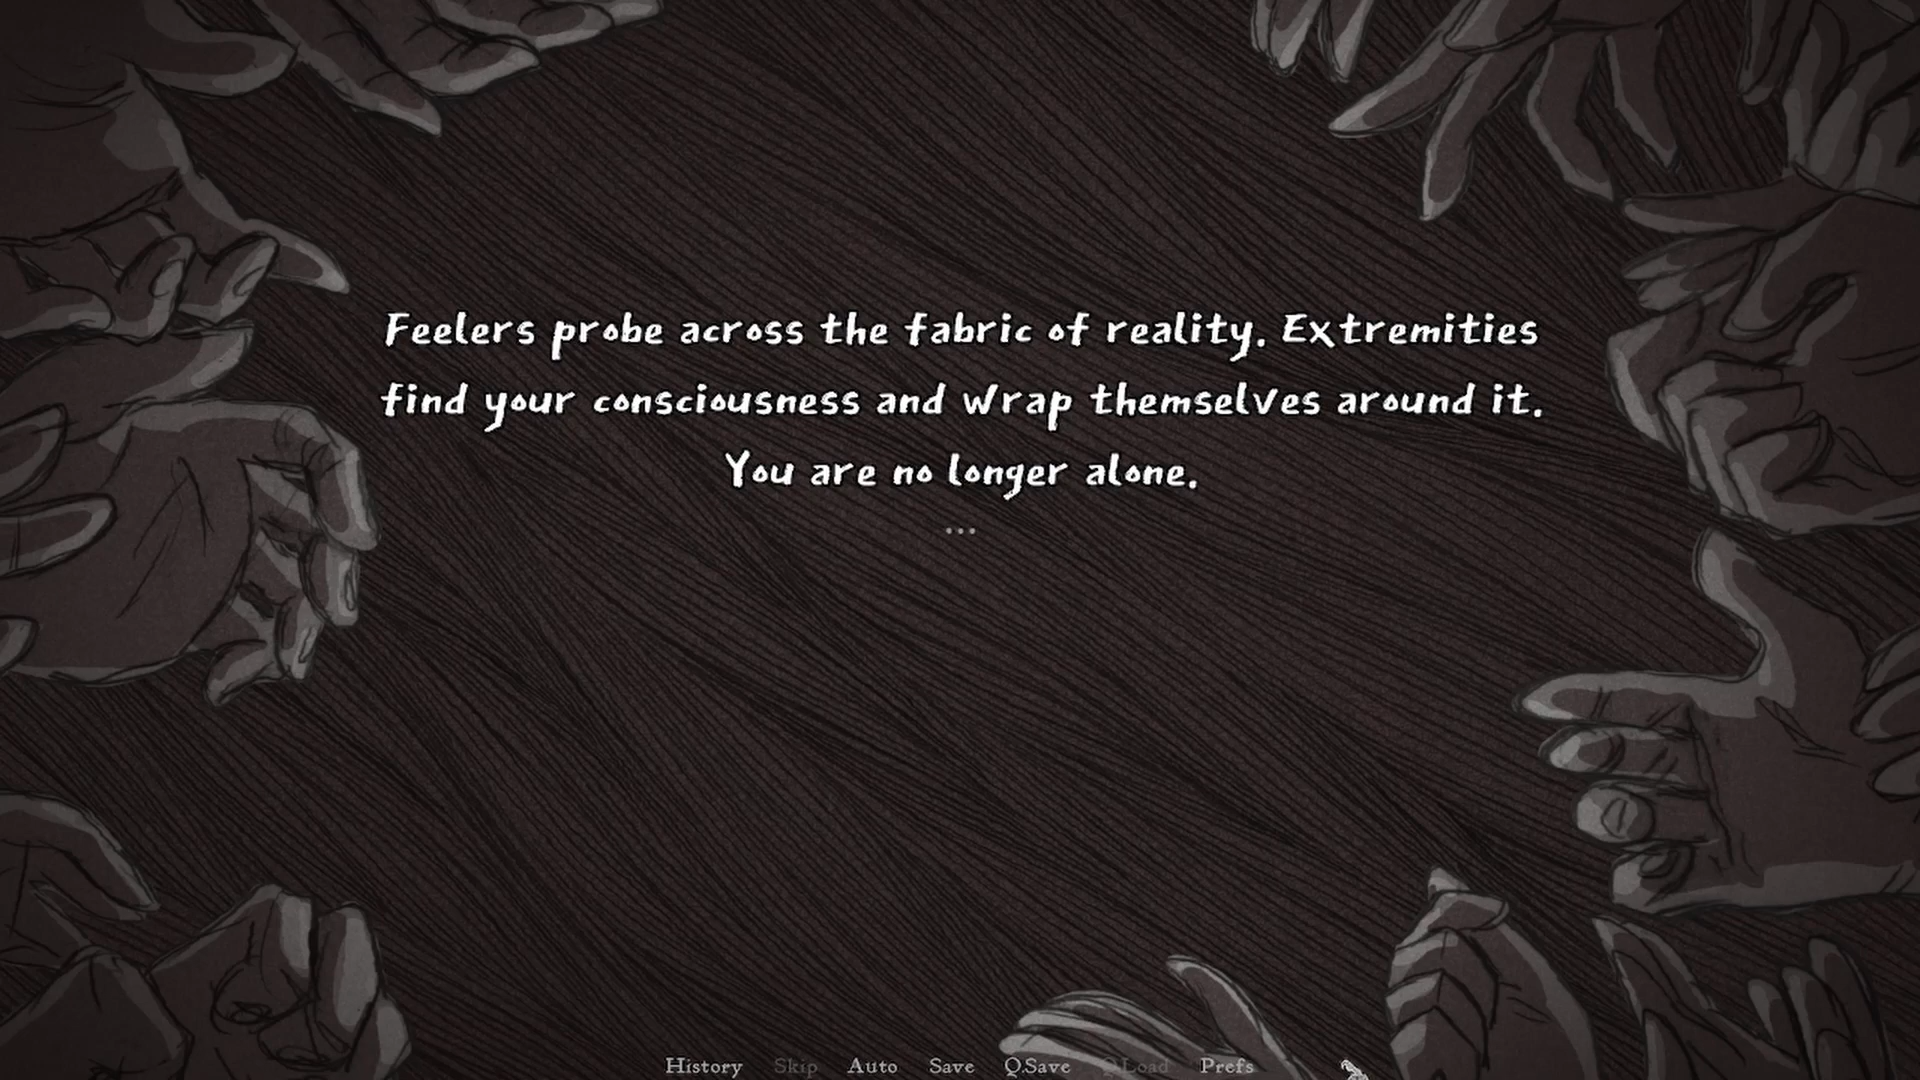 Feelers probe across the fabric of reality. Extremities
find your consciousness and wrap themselves around it.
You are no longer alone.
...
History Skip Auto Save Q.Save Q.Load Prefs